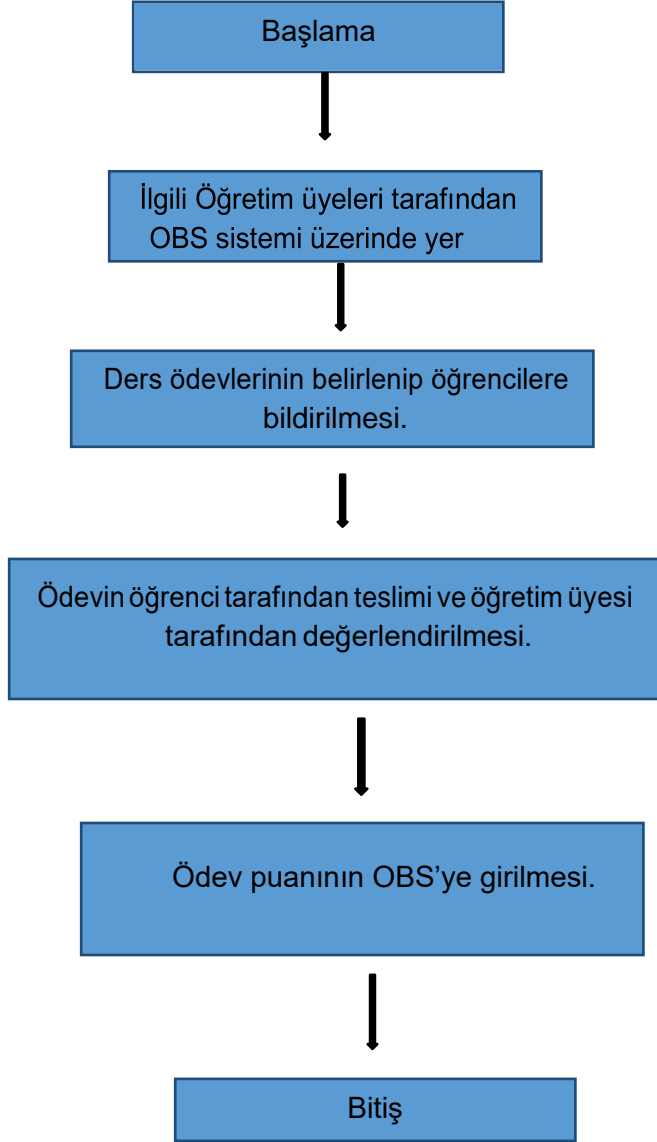 Başlama
İlgili Öğretim üyeleri tarafından
OBS sistemi üzerinde yer
Ders ödevlerinin belirlenip öğrencilere
bildirilmesi.
Ödevin öğrenci tarafından teslimi ve öğretim üyesi
tarafından değerlendirilmesi.
Ödev puanının OBS’ye girilmesi.
Bitiş